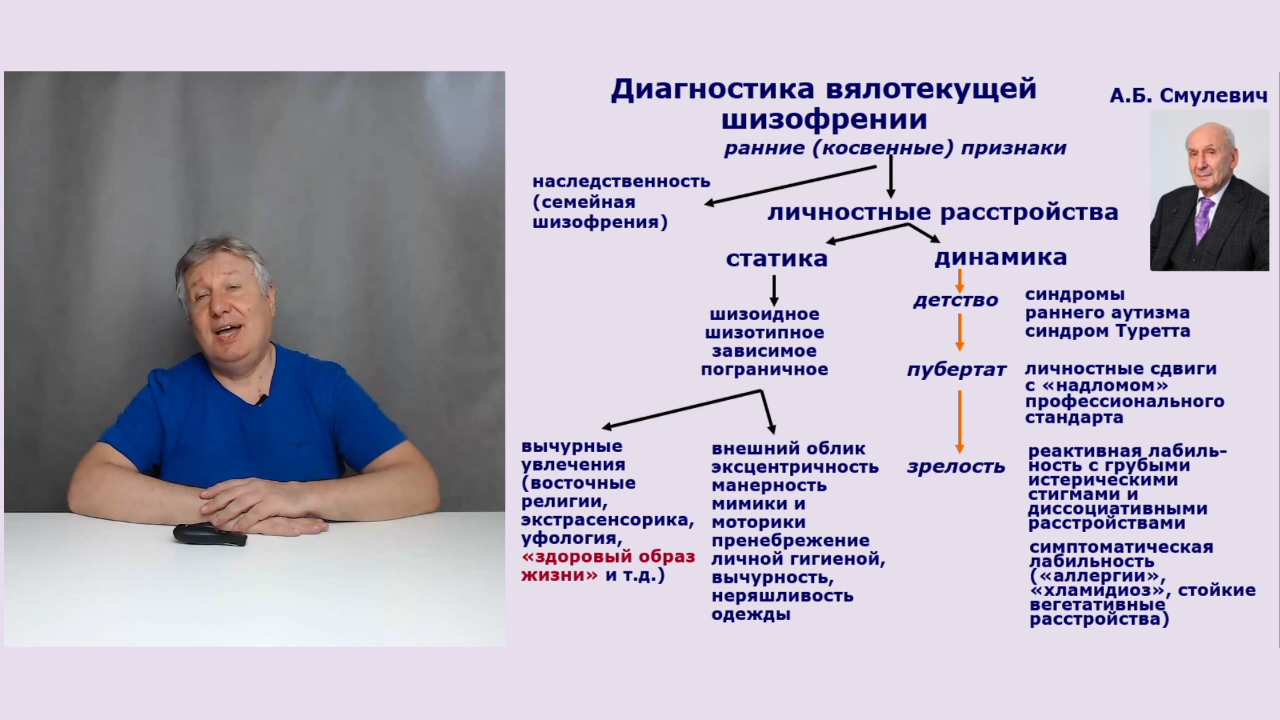 Диагностика вялотекущей
шизофрении
А.Б. Смулевич
ранние (косвенные) признаки
наследственность
(семейная
шизофрения)
личностные расстройства
статика
динамика
шизоидное
шизотипное
зависимое
пограничное
детство
синдромы
раннего аутизма
синдром Туретта
пубертат
личностные сдвиги
с «надломом»
профессионального
стандарта
вычурные
увлечения
(восточные
религии,
экстрасенсорика,
уфология,
«здоровый образ
жизни» и т.д.)
внешний облик
эксцентричность
манерность
мимики и
моторики
пренебрежение
личной гигиеной,
вычурность,
неряшливость
одежды
зрелость
реактивная лабиль-
ность с грубыми
истерическими
стигмами и
диссоциативными
расстройствами
симптоматическая
лабильность
(«аллергии»,
«хламидиоз», стойкие
вегетативные
расстройства)